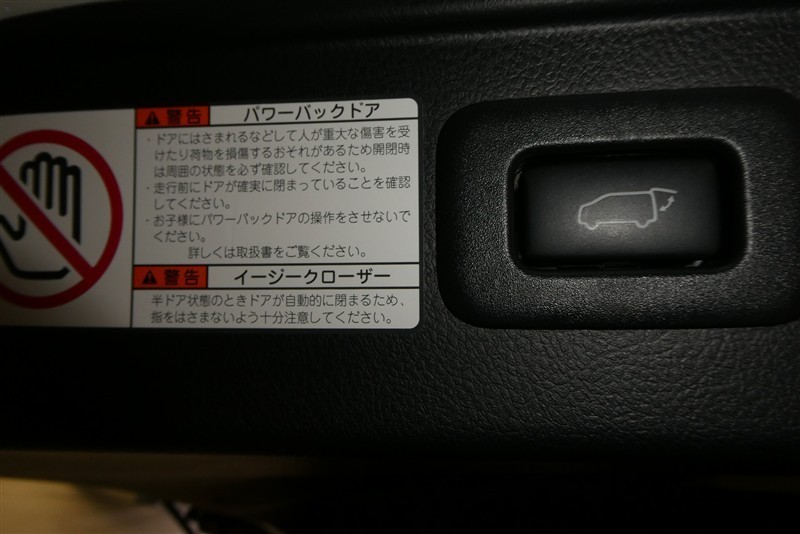 警告 パワーバックドア
・ドアにはさまれるなどして人が重大な傷害を受
けたり荷物を損傷するおそれがあるため開閉時
は周囲の状態を必ず確認してください。
・走行前にドアが確実に閉まっていることを確認
してください。
・お子様にパワーバックドアの操作をさせないで
ください。
詳しくは取扱書をご覧ください。
警告 イージークローザー
半ドア状態のときドアが自動的に閉まるため、
指をはさまないよう十分注意してください。